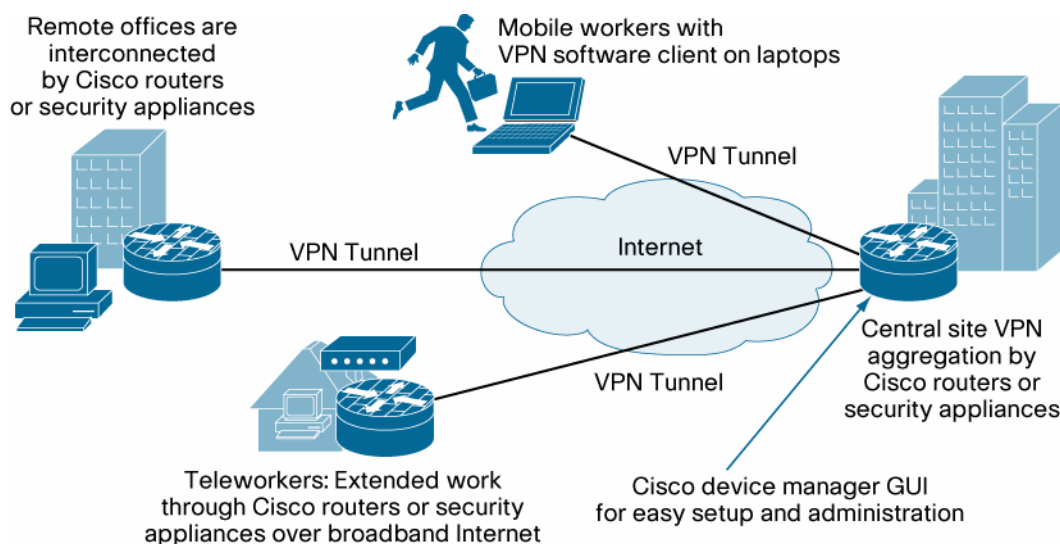 Remote offices are
interconnected
by Cisco routers
or security appliances
Mobile workers with
VPN software client on laptops
VPN Tunnel
VPN Tunnel
Internet
VPN Tunnel
Central site VPN
aggregation by
Cisco routers or
security appliances
Teleworkers: Extended work
through Cisco routers or security
appliances over broadband Internet
Cisco device manager GUI
for easy setup and administration